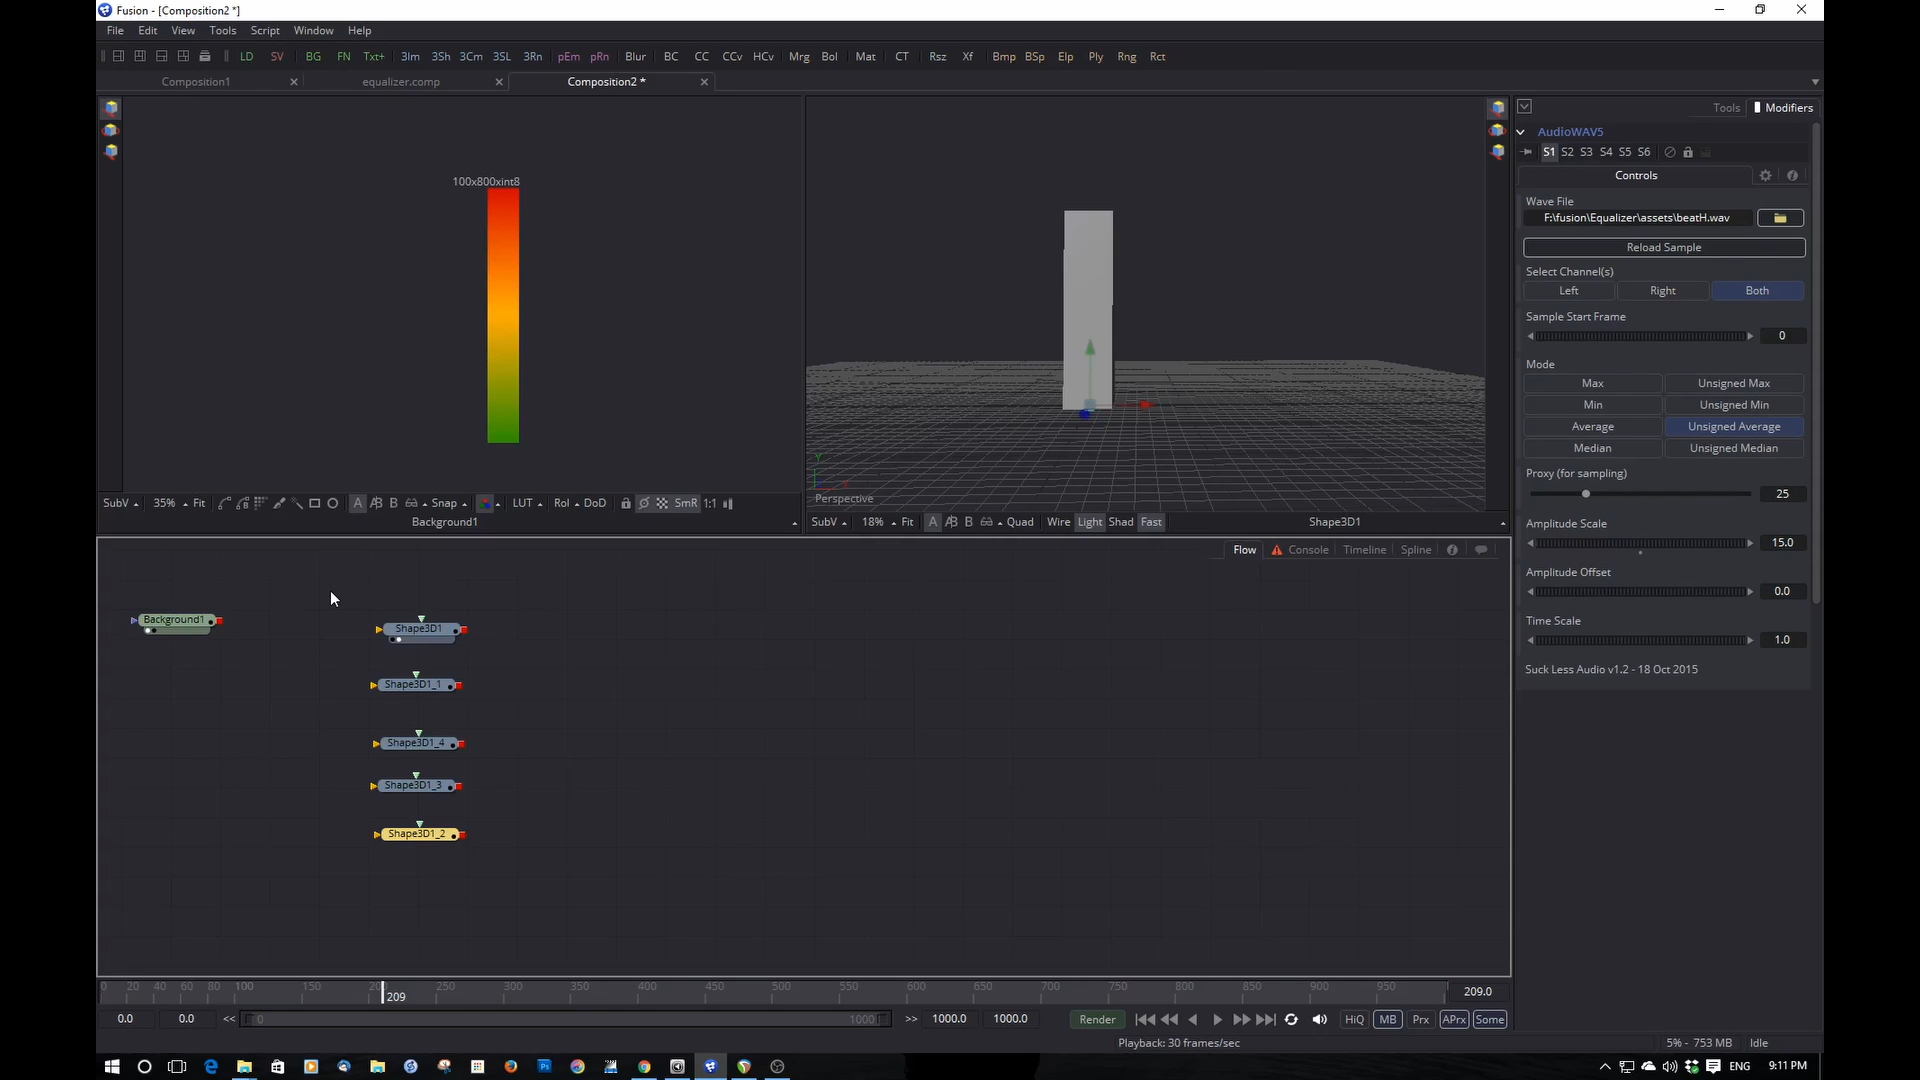 Fusion - [Composition2 *]
File Edit View Tools Script Window Help
LD SV BG FN Txt+ 3Im 3Sh 3Cm 3SL 3Rn pEm pRn Blur BC CC CCv HCv Mrg Bol Mat CT Rsz Xf Bmp BSp Elp Ply Rng Rct
Composition1 equalizer.comp Composition2 *
Tools Modifiers
AudioWAV5
S1 S2 S3 S4 S5 S6
Controls
100x800xint8
Wave File
F:\fusion\Equalizer\assets\beatH.wav
Reload Sample
Select Channel(s)
Left Right Both
Sample Start Frame
0
Mode
Max Unsigned Max
Min Unsigned Min
Average Unsigned Average
Median Unsigned Median
Proxy (for sampling)
25
Amplitude Scale
15.0
Amplitude Offset
0.0
Time Scale
1.0
Suck Less Audio v1.2 - 18 Oct 2015
Y
X
Perspective
SubV 35% Fit A A|B B Snap LUT RoI DoD SmR 1:1
Background1
SubV 18% Fit A A|B B Quad Wire Light Shad Fast
Shape3D1
Flow Console Timeline Spline
Background1
Shape3D1
Shape3D1_1
Shape3D1_4
Shape3D1_3
Shape3D1_2
0 20 40 60 80 100 150 200 250 300 350 400 450 500 550 600 650 700 750 800 850 900 950
209
209.0
0.0 0.0 << 0 1000 >> 1000.0 1000.0 Render HiQ MB Prx APrx Some
Playback: 30 frames/sec
5% - 753 MB Idle
ENG 9:11 PM